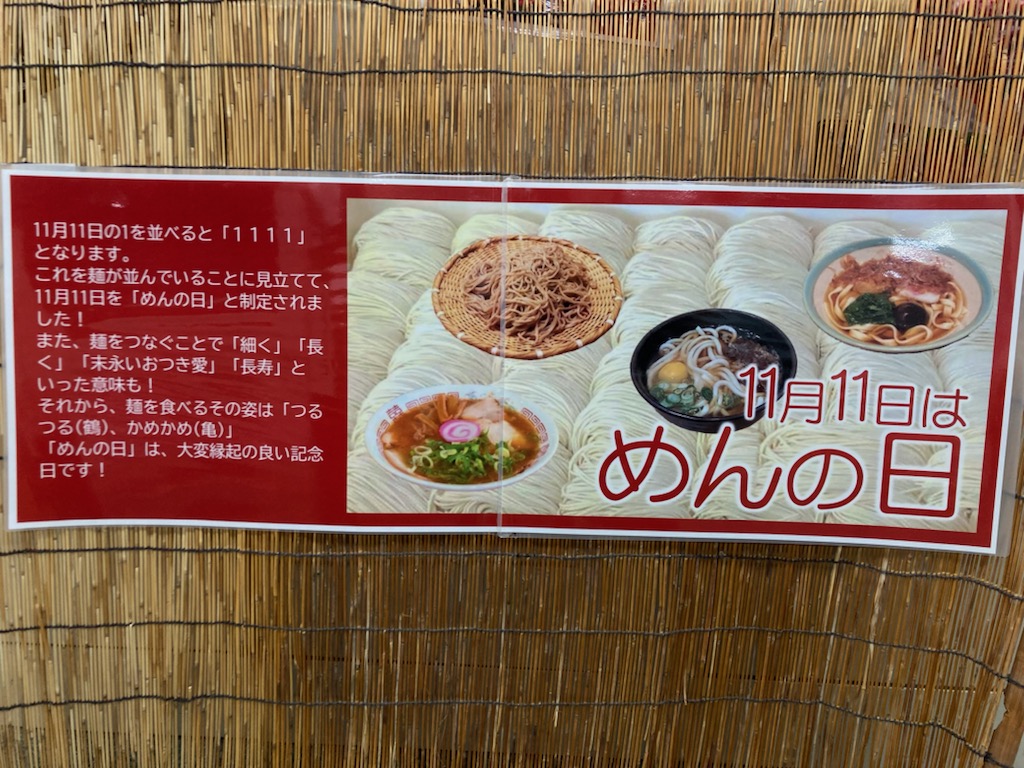 11月11日の1を並べると「１１１１」
となります。
これを麺が並んでいることに見立てて、
11月11日を「めんの日」と制定されま
した！
また、麺をつなぐことで「細く」「長
く」「末永いおつき愛」「長寿」と
いった意味も！
それから、麺を食べるその姿は「つる
つる(鶴)、かめかめ(亀)」
「めんの日」は、大変縁起の良い記念
日です！
11月11日は
めんの日